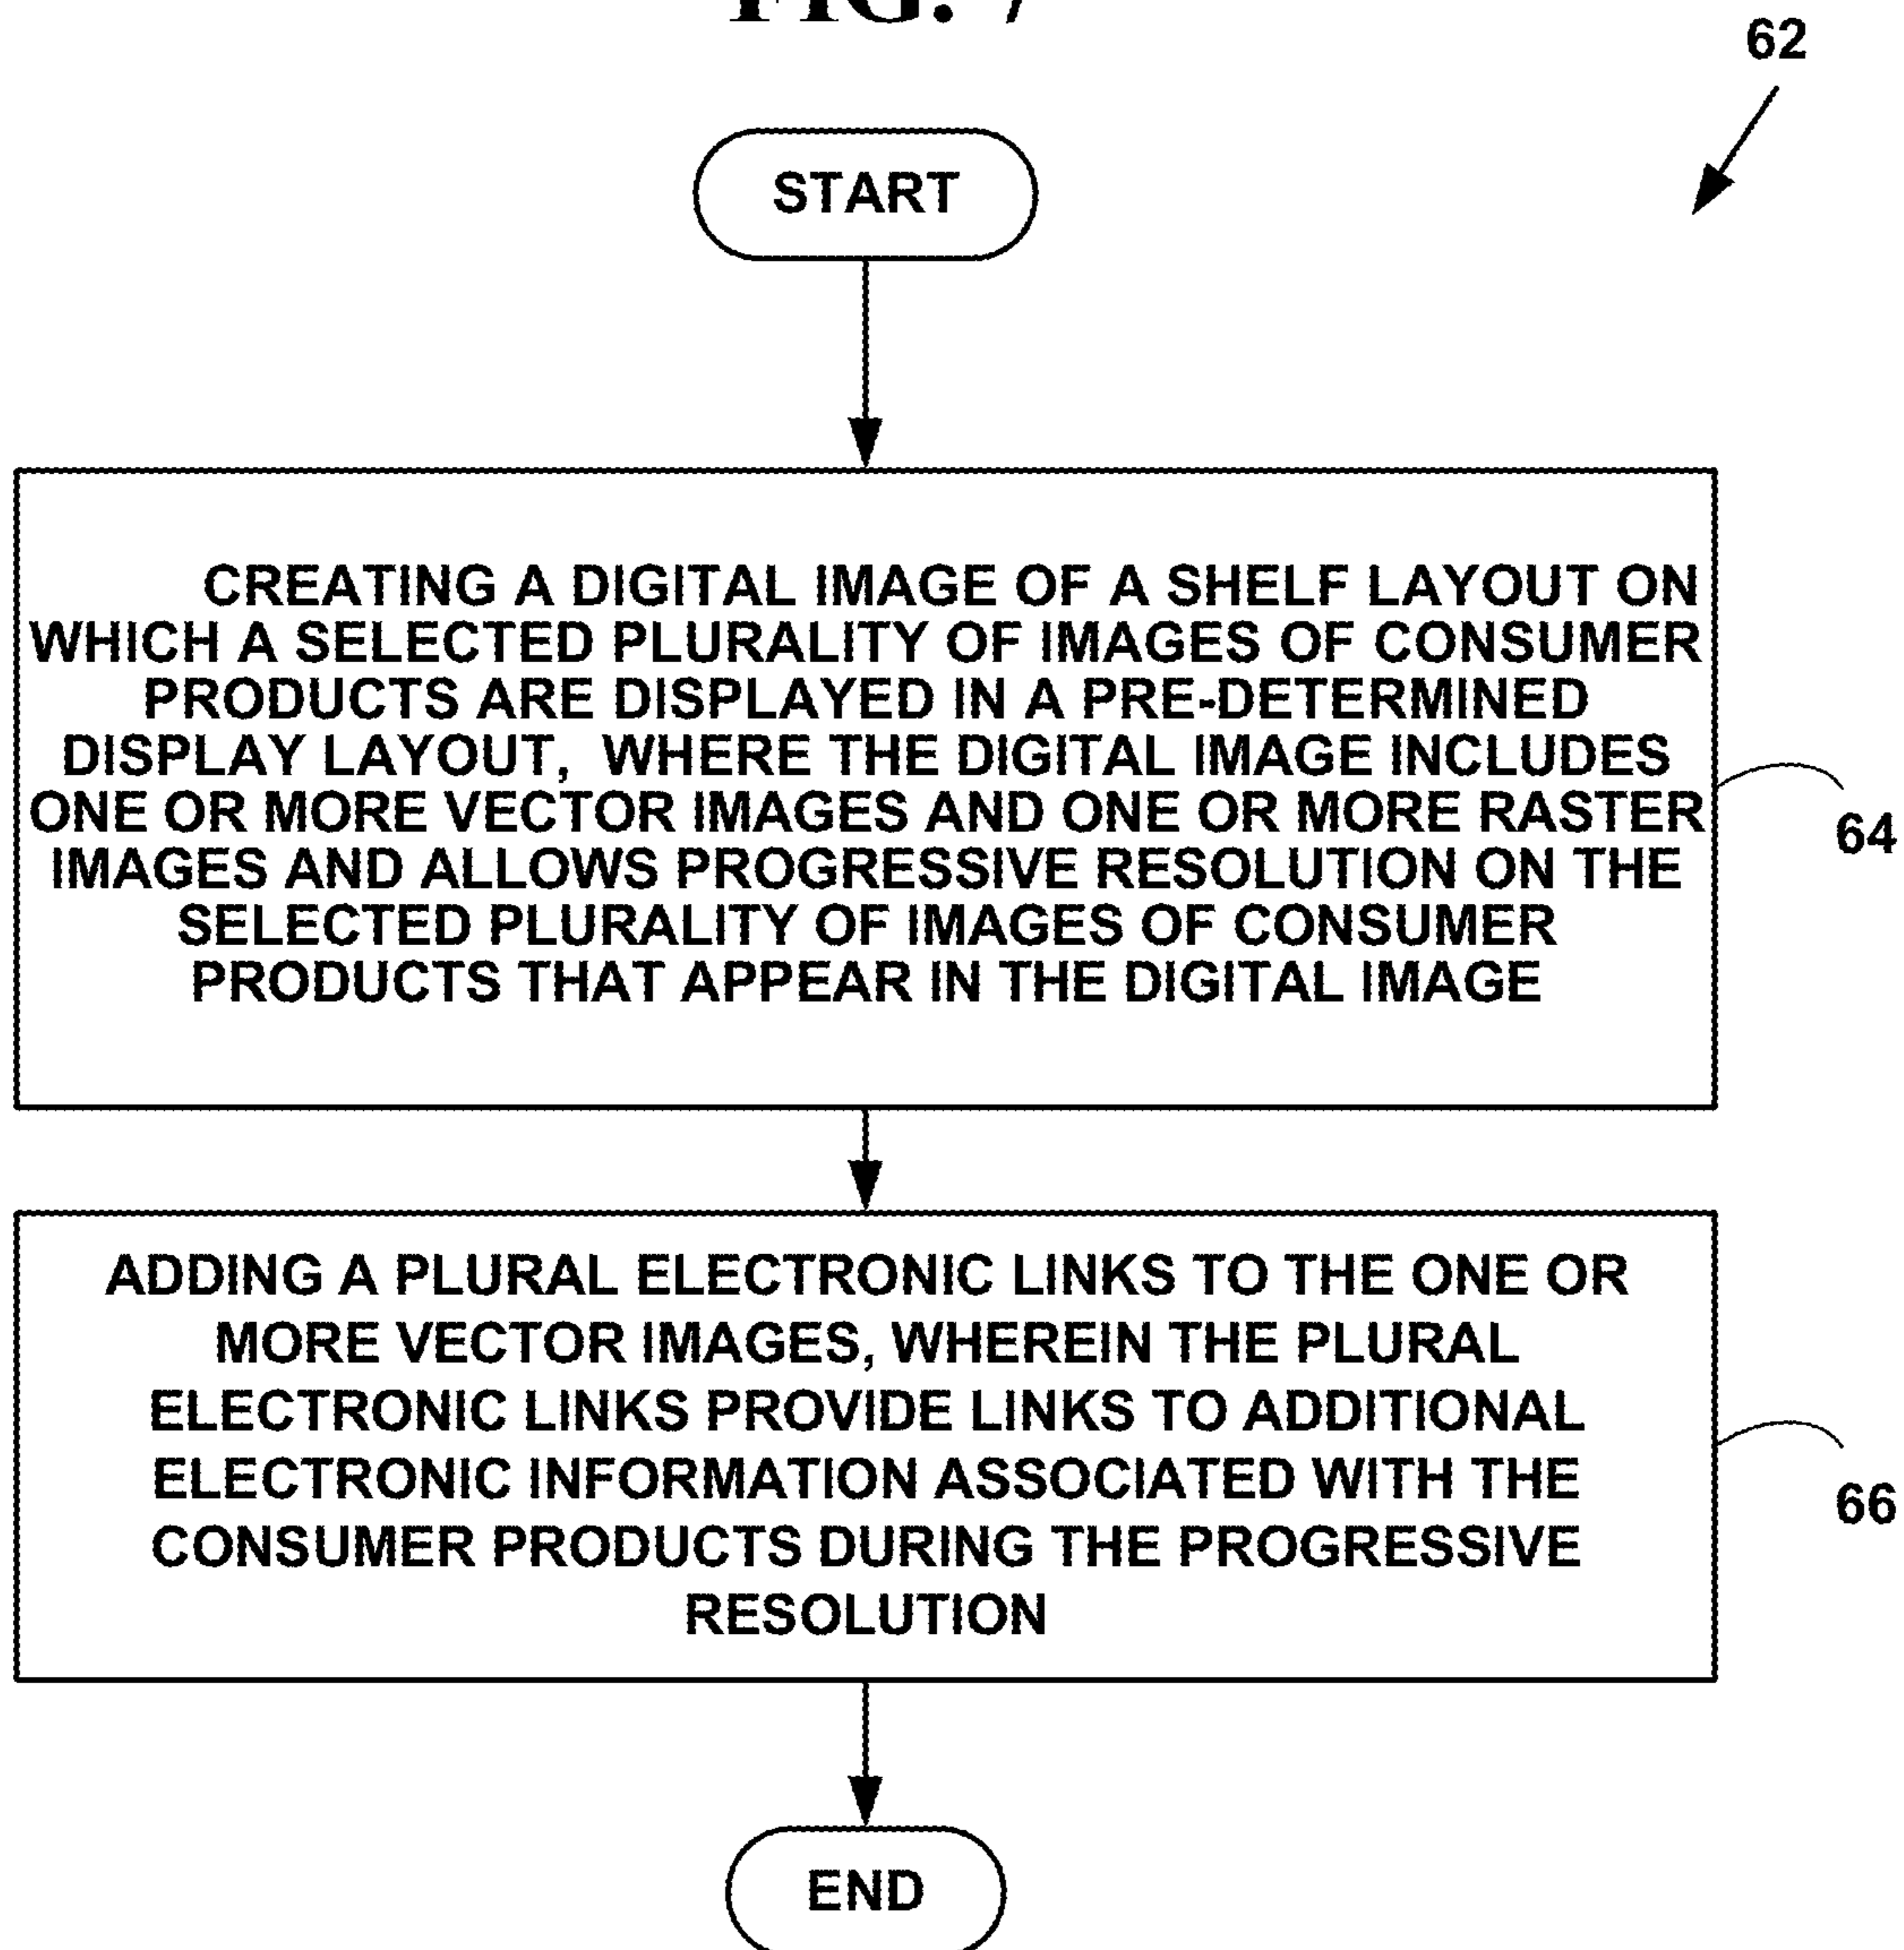 FIG. 7
62
START
CREATING A DIGITAL IMAGE OF A SHELF LAYOUT ON
WHICH A SELECTED PLURALITY OF IMAGES OF CONSUMER
PRODUCTS ARE DISPLAYED IN A PRE-DETERMINED
DISPLAY LAYOUT, WHERE THE DIGITAL IMAGE INCLUDES
ONE OR MORE VECTOR IMAGES AND ONE OR MORE RASTER
IMAGES AND ALLOWS PROGRESSIVE RESOLUTION ON THE
SELECTED PLURALITY OF IMAGES OF CONSUMER
PRODUCTS THAT APPEAR IN THE DIGITAL IMAGE
64
ADDING A PLURAL ELECTRONIC LINKS TO THE ONE OR
MORE VECTOR IMAGES, WHEREIN THE PLURAL
ELECTRONIC LINKS PROVIDE LINKS TO ADDITIONAL
ELECTRONIC INFORMATION ASSOCIATED WITH THE
CONSUMER PRODUCTS DURING THE PROGRESSIVE
RESOLUTION
66
END